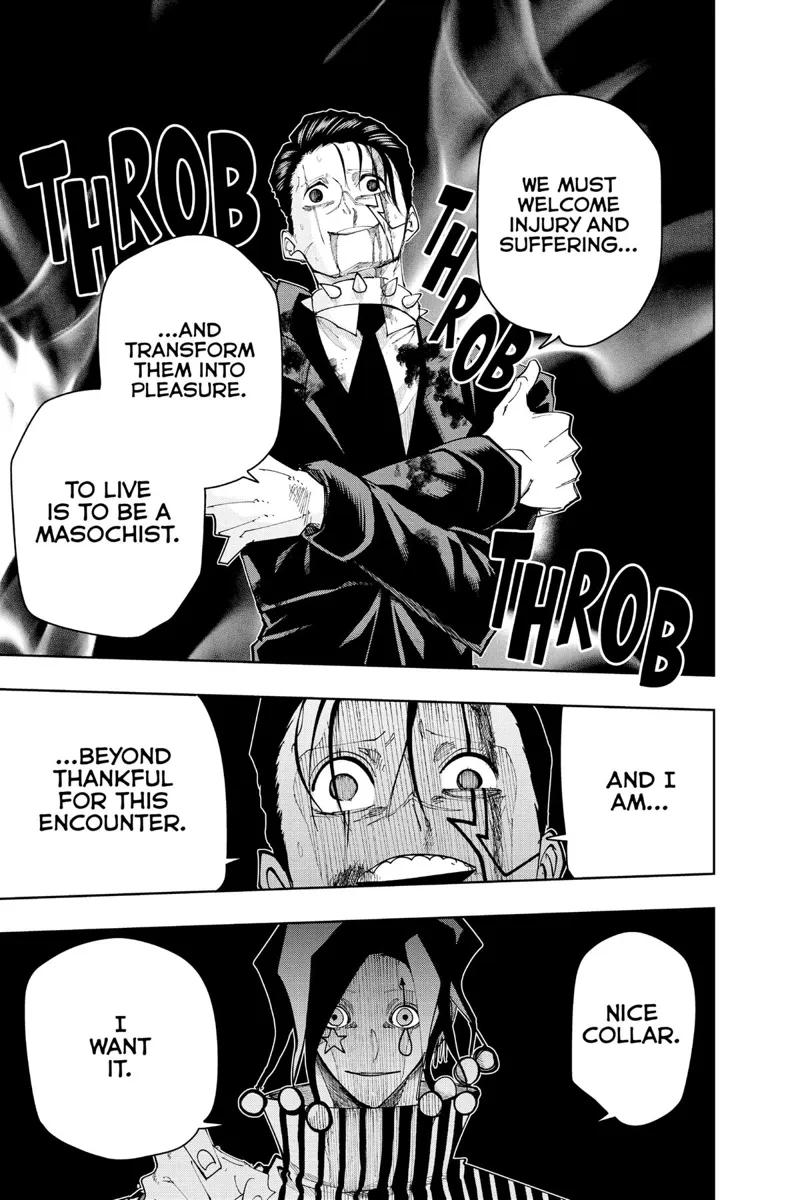 WE MUST
WELCOME
INJURY AND
SUFFERING...
THROB
THROB
...AND
TRANSFORM
THEM INTO
PLEASURE.
TO LIVE
IS TO BE A
MASOCHIST.
THROB
AND I
AM...
...BEYOND
THANKFUL
FOR THIS
ENCOUNTER.
NICE
COLLAR.
I
WANT
IT.